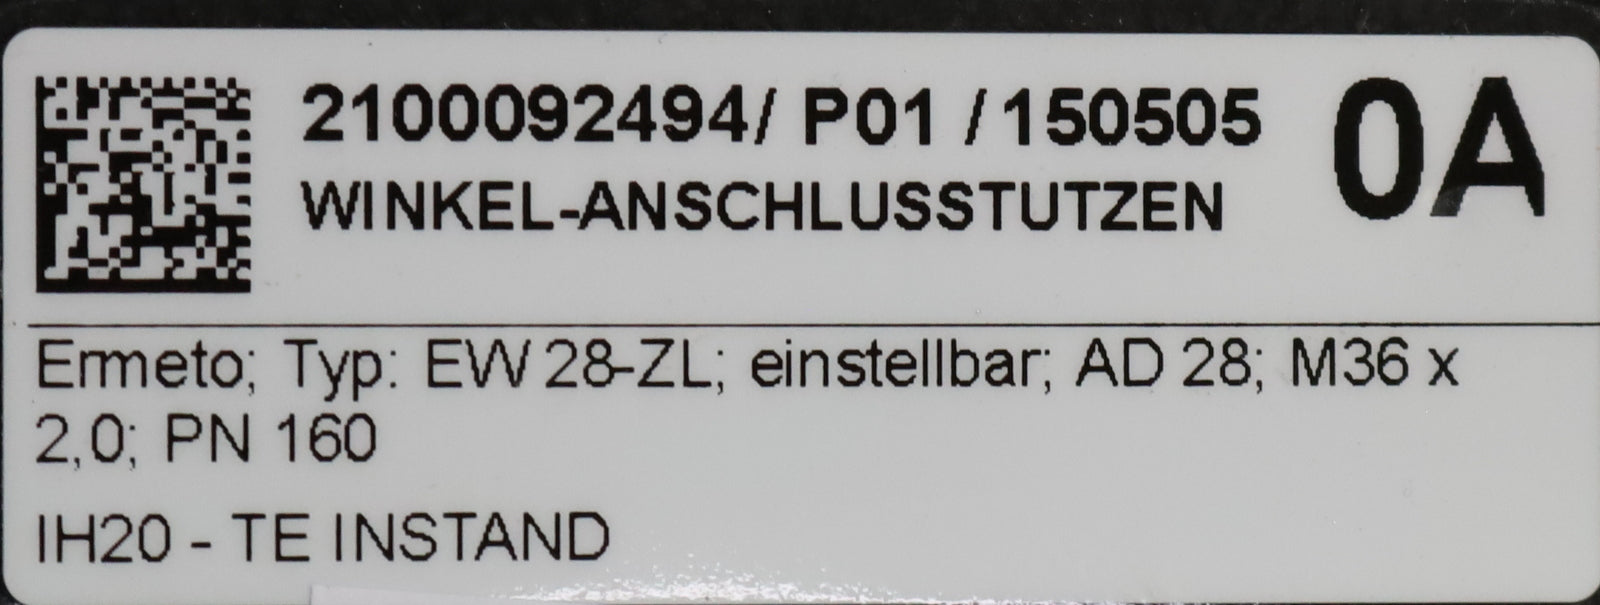 2100092494/ P01 /150505 0A
WINKEL-ANSCHLUSSTUTZEN
Ermeto; Typ: EW 28-ZL; einstellbar; AD 28; M36 x
2,0; PN 160
IH20 - TE INSTAND